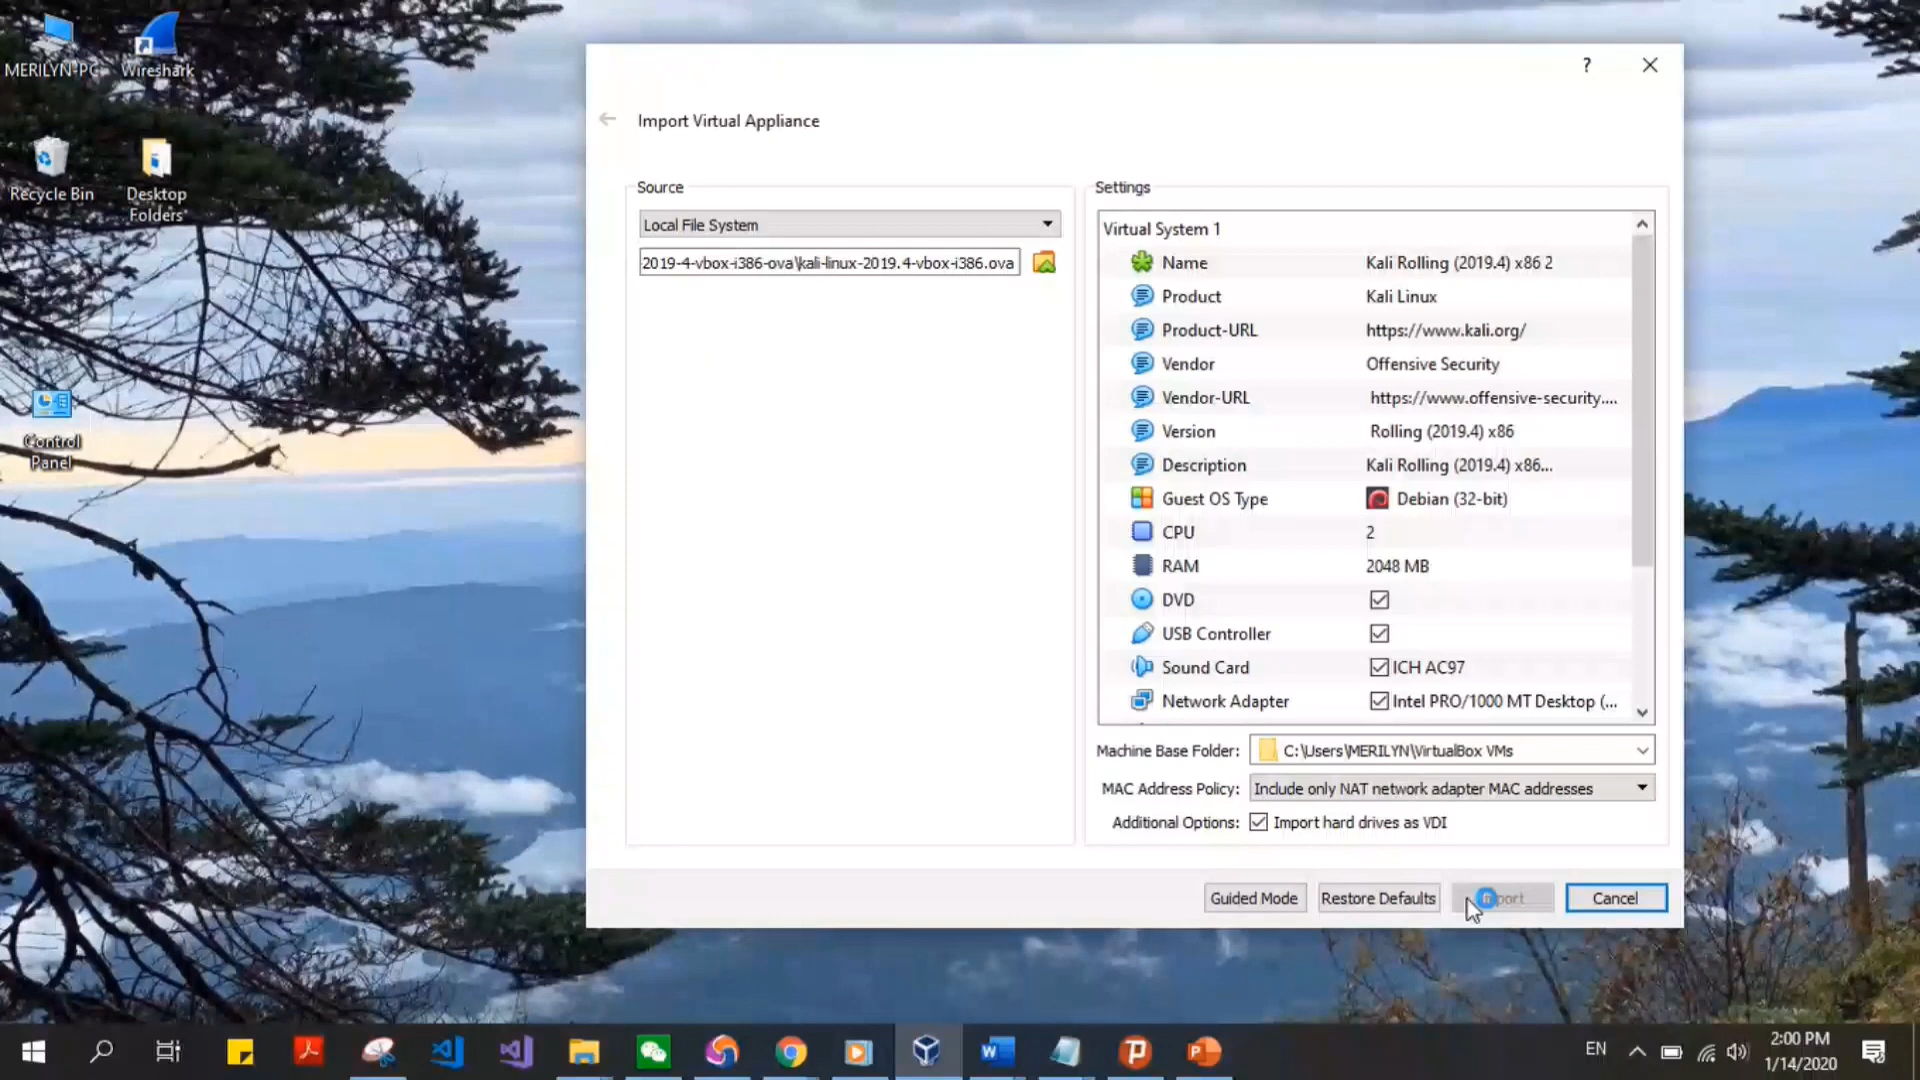 MERILYN-PC
Wireshark
Recycle Bin
Desktop
Folders
Control
Panel
?
Import Virtual Appliance
Source
Local File System
2019-4-vbox-i386-ova\kali-linux-2019.4-vbox-i386.ova
Settings
Virtual System 1
Name Kali Rolling (2019.4) x86 2
Product Kali Linux
Product-URL https://www.kali.org/
Vendor Offensive Security
Vendor-URL https://www.offensive-security....
Version Rolling (2019.4) x86
Description Kali Rolling (2019.4) x86...
Guest OS Type Debian (32-bit)
CPU 2
RAM 2048 MB
DVD
USB Controller
Sound Card ICH AC97
Network Adapter Intel PRO/1000 MT Desktop (...
Machine Base Folder: C:\Users\MERILYN\VirtualBox VMs
MAC Address Policy: Include only NAT network adapter MAC addresses
Additional Options: Import hard drives as VDI
Guided Mode Restore Defaults Import Cancel
EN
2:00 PM
1/14/2020